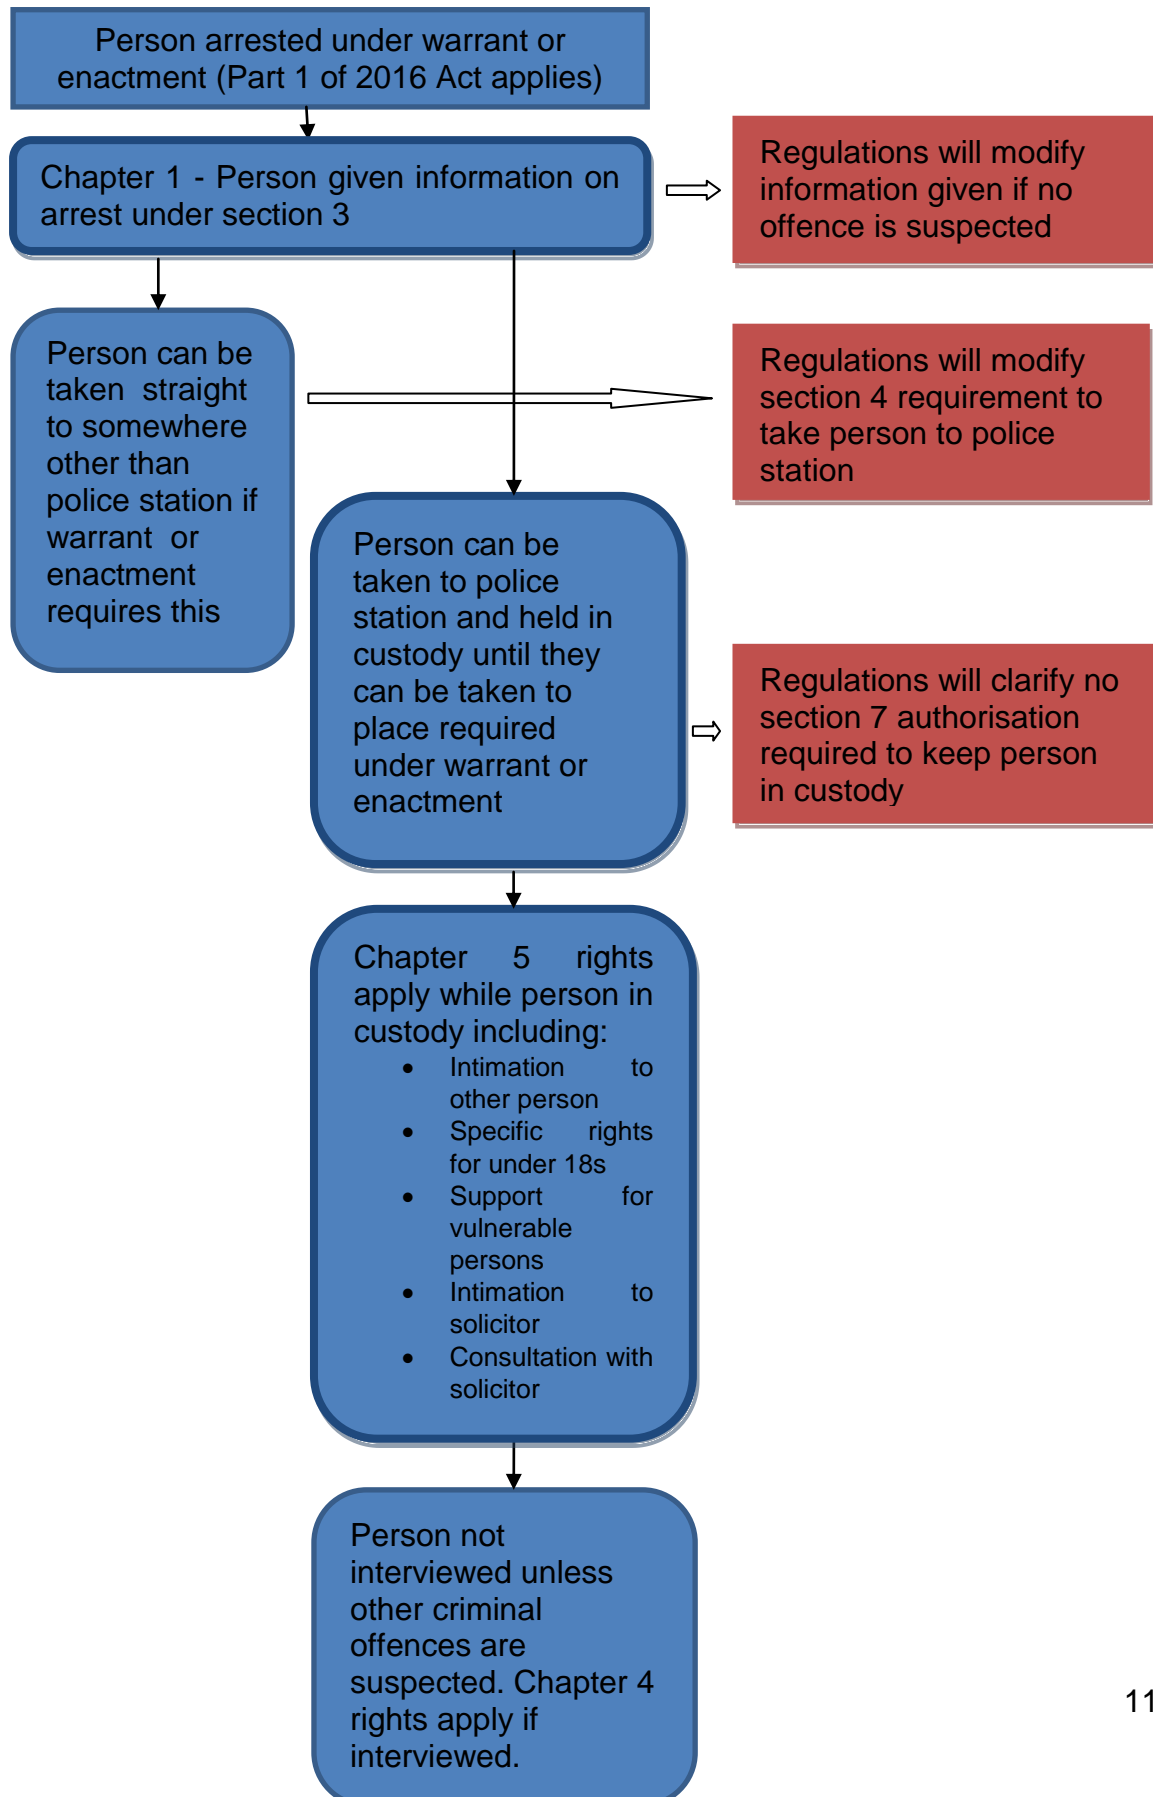 Person arrested under warrant or
enactment (Part 1 of 2016 Act applies)
Chapter 1 - Person given information on
arrest under section 3
Regulations will modify
information given if no
offence is suspected
Person can be
taken straight
to somewhere
other than
police station if
warrant or
enactment
requires this
Regulations will modify
section 4 requirement to
take person to police
station
Person can be
taken to police
station and held in
custody until they
can be taken to
place required
under warrant or
enactment
Regulations will clarify no
section 7 authorisation
required to keep person
in custody
Chapter 5 rights
apply while person in
custody including:
• Intimation to
other person
• Specific rights
for under 18s
• Support for
vulnerable
persons
• Intimation to
solicitor
• Consultation with
solicitor
Person not
interviewed unless
other criminal
offences are
suspected. Chapter 4
rights apply if
interviewed.
11